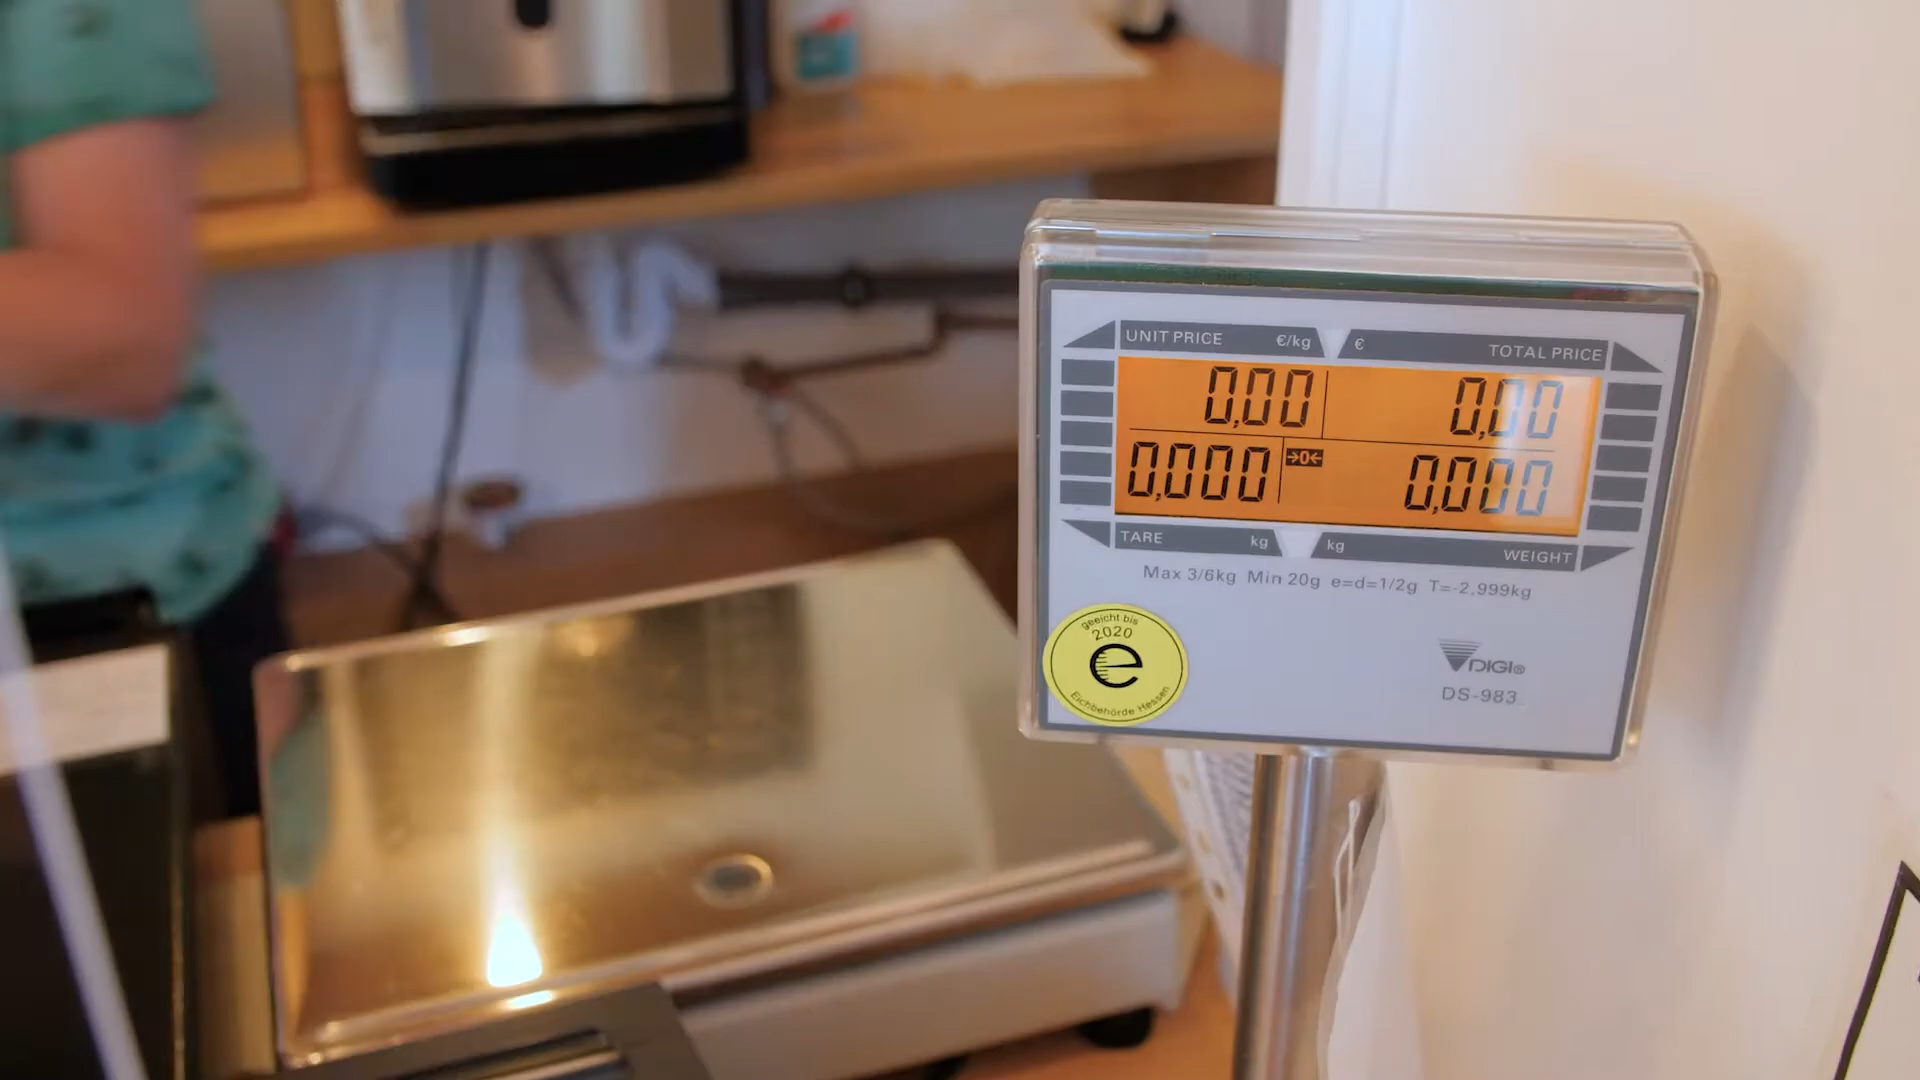 UNIT PRICE €/kg
€ TOTAL PRICE
0,00 0,00
0,000 →0← 0,000
TARE kg
kg WEIGHT
Max 3/6kg Min 20g e=d=1/2g T=-2,999kg
geeicht bis
2020
e
Eichbehörde Hessen
DIGI®
DS-983